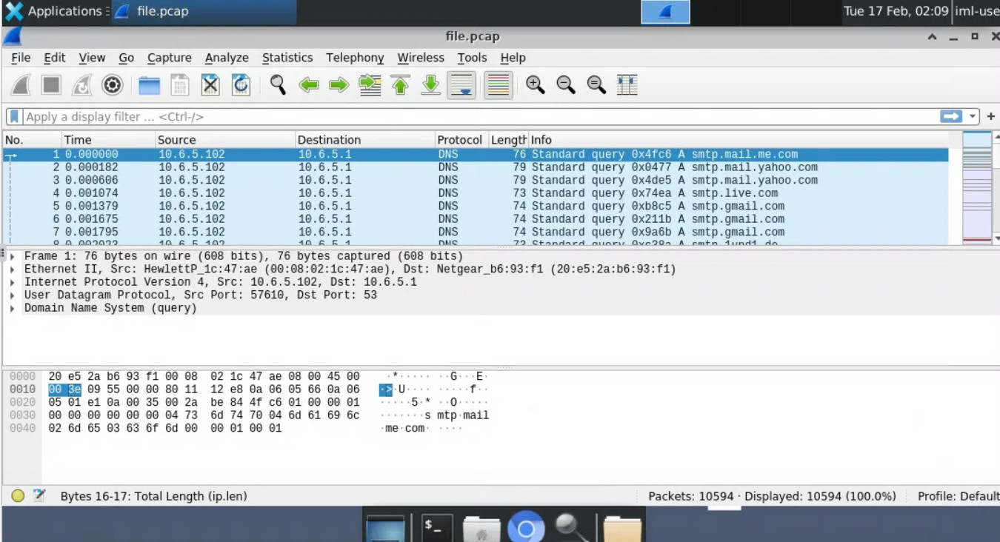 Applications
file.pcap
Tue 17 Feb, 02:09
iml-use
file.pcap
File Edit View Go Capture Analyze Statistics Telephony Wireless Tools Help
Apply a display filter ... <Ctrl-/>
No. Time Source Destination Protocol Length Info
1 0.000000 10.6.5.102 10.6.5.1 DNS 76 Standard query 0x4fc6 A smtp.mail.me.com
2 0.000182 10.6.5.102 10.6.5.1 DNS 79 Standard query 0x0477 A smtp.mail.yahoo.com
3 0.000606 10.6.5.102 10.6.5.1 DNS 79 Standard query 0x4de5 A smtp.mail.yahoo.com
4 0.001074 10.6.5.102 10.6.5.1 DNS 73 Standard query 0x74ea A smtp.live.com
5 0.001379 10.6.5.102 10.6.5.1 DNS 74 Standard query 0xb8c5 A smtp.gmail.com
6 0.001675 10.6.5.102 10.6.5.1 DNS 74 Standard query 0x211b A smtp.gmail.com
7 0.001795 10.6.5.102 10.6.5.1 DNS 74 Standard query 0x9a6b A smtp.gmail.com
8 0.002023 10.6.5.102 10.6.5.1 DNS 73 Standard query 0xc38a A smtp.1und1.de
Frame 1: 76 bytes on wire (608 bits), 76 bytes captured (608 bits)
Ethernet II, Src: HewlettP_1c:47:ae (00:08:02:1c:47:ae), Dst: Netgear_b6:93:f1 (20:e5:2a:b6:93:f1)
Internet Protocol Version 4, Src: 10.6.5.102, Dst: 10.6.5.1
User Datagram Protocol, Src Port: 57610, Dst Port: 53
Domain Name System (query)
0000 20 e5 2a b6 93 f1 00 08 02 1c 47 ae 08 00 45 00 ·*····· ··G···E·
0010 00 3e 09 55 00 00 80 11 12 e8 0a 06 05 66 0a 06 ·>·U···· ·····f··
0020 05 01 e1 0a 00 35 00 2a be 84 4f c6 01 00 00 01 ·····5·* ··O·····
0030 00 00 00 00 00 00 04 73 6d 74 70 04 6d 61 69 6c ·······s mtp·mail
0040 02 6d 65 03 63 6f 6d 00 00 01 00 01 ·me·com· ····
Bytes 16-17: Total Length (ip.len)
Packets: 10594 · Displayed: 10594 (100.0%)
Profile: Default
$_